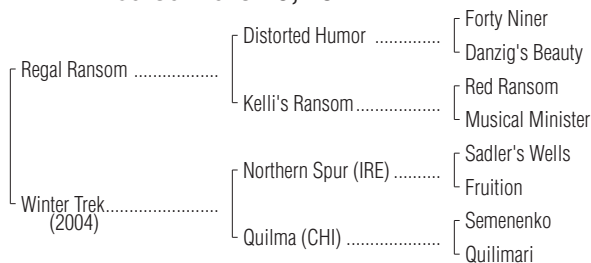 Forty Niner
Distorted Humor ..............
Danzig's Beauty
Regal Ransom ...............
Red Ransom
Kelli's Ransom ...............
Musical Minister
Sadler's Wells
Northern Spur (IRE) ........
Fruition
Winter Trek ....................
(2004)
Semenenko
Quilma (CHI) .................
Quilimari